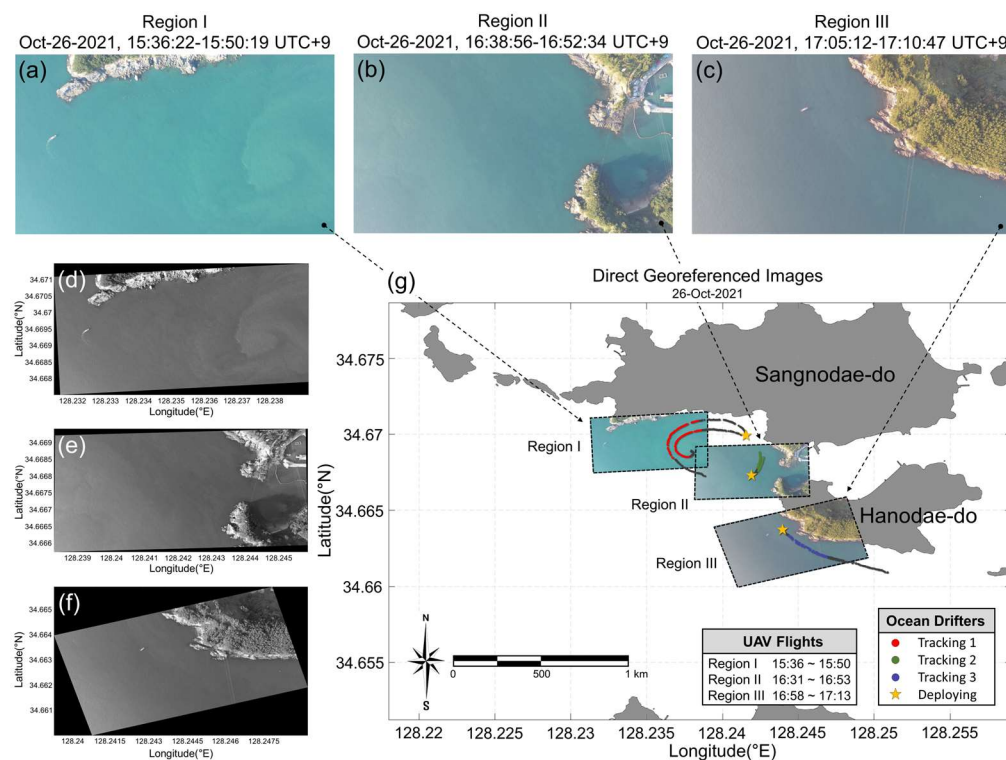 Region I
Oct-26-2021, 15:36:22-15:50:19 UTC+9
Region II
Oct-26-2021, 16:38:56-16:52:34 UTC+9
Region III
Oct-26-2021, 17:05:12-17:10:47 UTC+9
(a)
(b)
(c)
(d)
34.671
34.6705
34.67
34.6695
34.669
34.6685
34.668
Latitude(°N)
128.232 128.233 128.234 128.235 128.236 128.237 128.238
Longitude(°E)
(e)
34.669
34.6685
34.668
34.6675
34.667
34.6665
34.666
Latitude(°N)
128.239 128.24 128.241 128.242 128.243 128.244 128.245
Longitude(°E)
(f)
34.665
34.664
34.663
34.662
34.661
Latitude(°N)
128.24 128.2415 128.243 128.2445 128.246 128.2475
Longitude(°E)
(g)
Direct Georeferenced Images
26-Oct-2021
34.675
34.67
34.665
34.66
34.655
Latitude(°N)
Sangnodae-do
Hanodae-do
Region I
Region II
Region III
N
S
0 500 1 km
UAV Flights
Region I 15:36 ~ 15:50
Region II 16:31 ~ 16:53
Region III 16:58 ~ 17:13
Ocean Drifters
Tracking 1
Tracking 2
Tracking 3
Deploying
128.22 128.225 128.23 128.235 128.24 128.245 128.25 128.255
Longitude(°E)